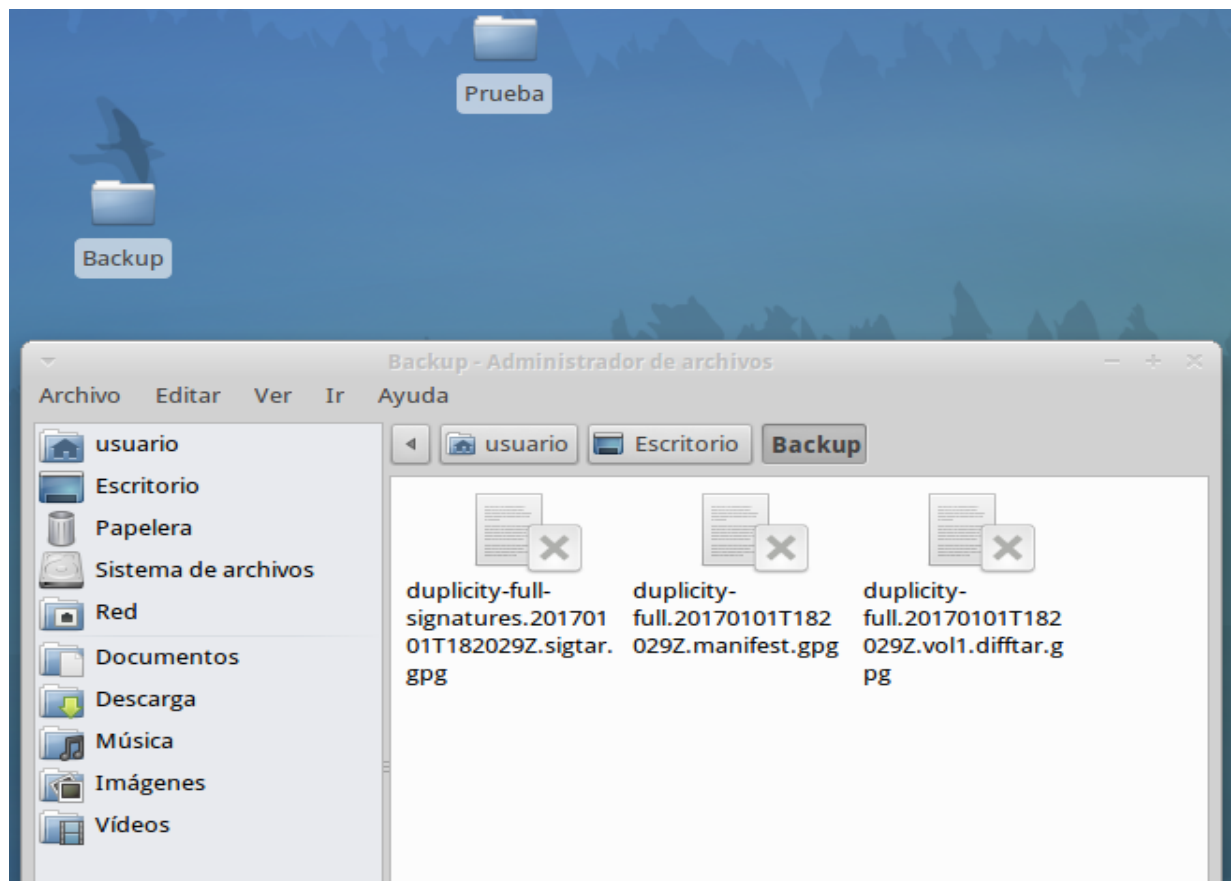 Prueba
Backup
Backup - Administrador de archivos
Archivo Editar Ver Ir Ayuda
usuario
Escritorio
Papelera
Sistema de archivos
Red
Documentos
Descarga
Música
Imágenes
Vídeos
usuario Escritorio Backup
duplicity-full-
signatures.201701
01T182029Z.sigtar.
gpg
duplicity-
full.20170101T182
029Z.manifest.gpg
duplicity-
full.20170101T182
029Z.vol1.difftar.g
pg